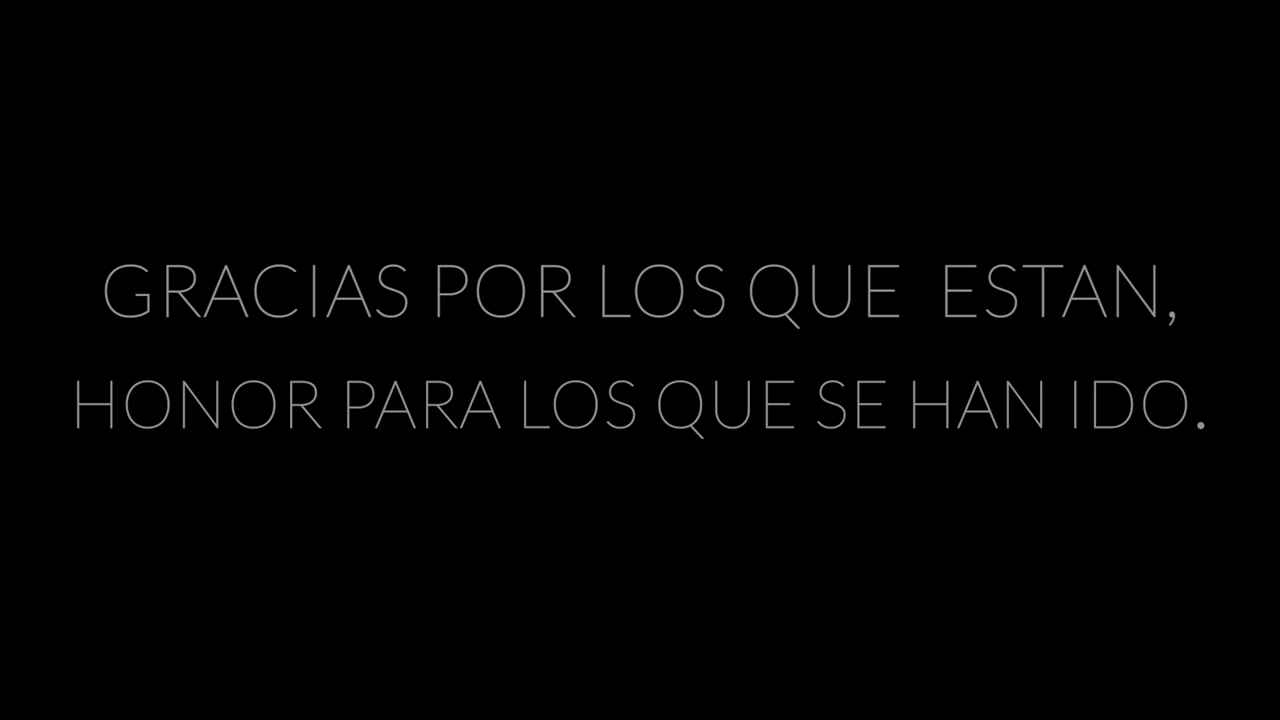 GRACIAS POR LOS QUE ESTAN,
HONOR PARA LOS QUE SE HAN IDO.